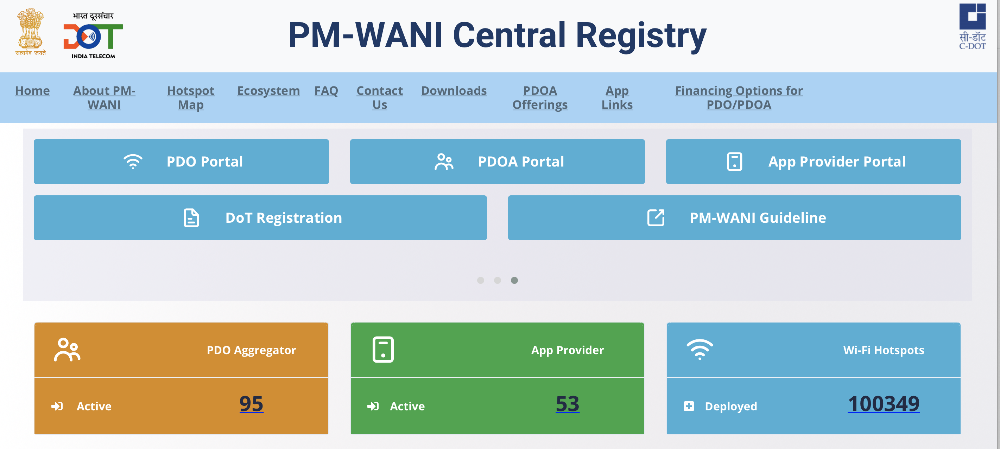 सत्यमेव जयते
भारत दूरसंचार
DOT
INDIA TELECOM
PM-WANI Central Registry
सी-डॉट
C-DOT
Home
About PM-
WANI
Hotspot
Map
Ecosystem
FAQ
Contact
Us
Downloads
PDOA
Offerings
App
Links
Financing Options for
PDO/PDOA
PDO Portal
PDOA Portal
App Provider Portal
DoT Registration
PM-WANI Guideline
PDO Aggregator
Active
95
App Provider
Active
53
Wi-Fi Hotspots
Deployed
100349